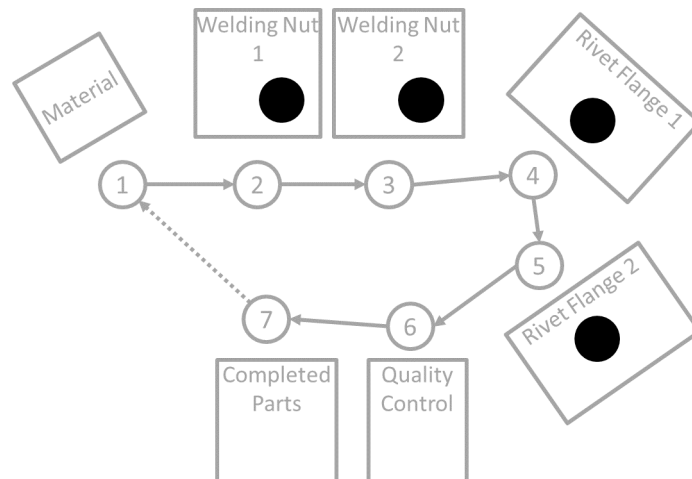 Welding Nut
1
Welding Nut
2
Rivet Flange 1
Material
1
2
3
4
5
6
7
Rivet Flange 2
Completed
Parts
Quality
Control